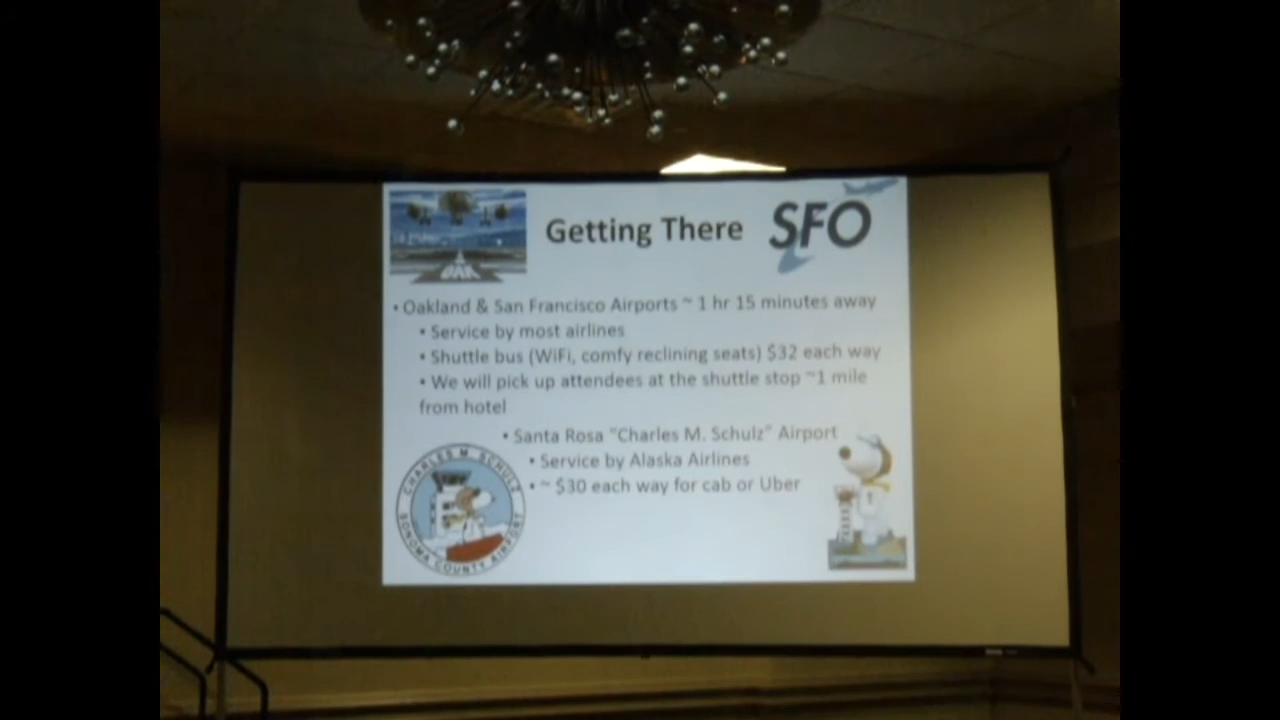 Getting There
SFO
OAK
• Oakland & San Francisco Airports ~ 1 hr 15 minutes away
• Service by most airlines
• Shuttle bus (WiFi, comfy reclining seats) $32 each way
• We will pick up attendees at the shuttle stop ~1 mile
from hotel
• Santa Rosa "Charles M. Schulz" Airport
• Service by Alaska Airlines
• ~ $30 each way for cab or Uber
CHARLES M. SCHULZ
SONOMA COUNTY AIRPORT